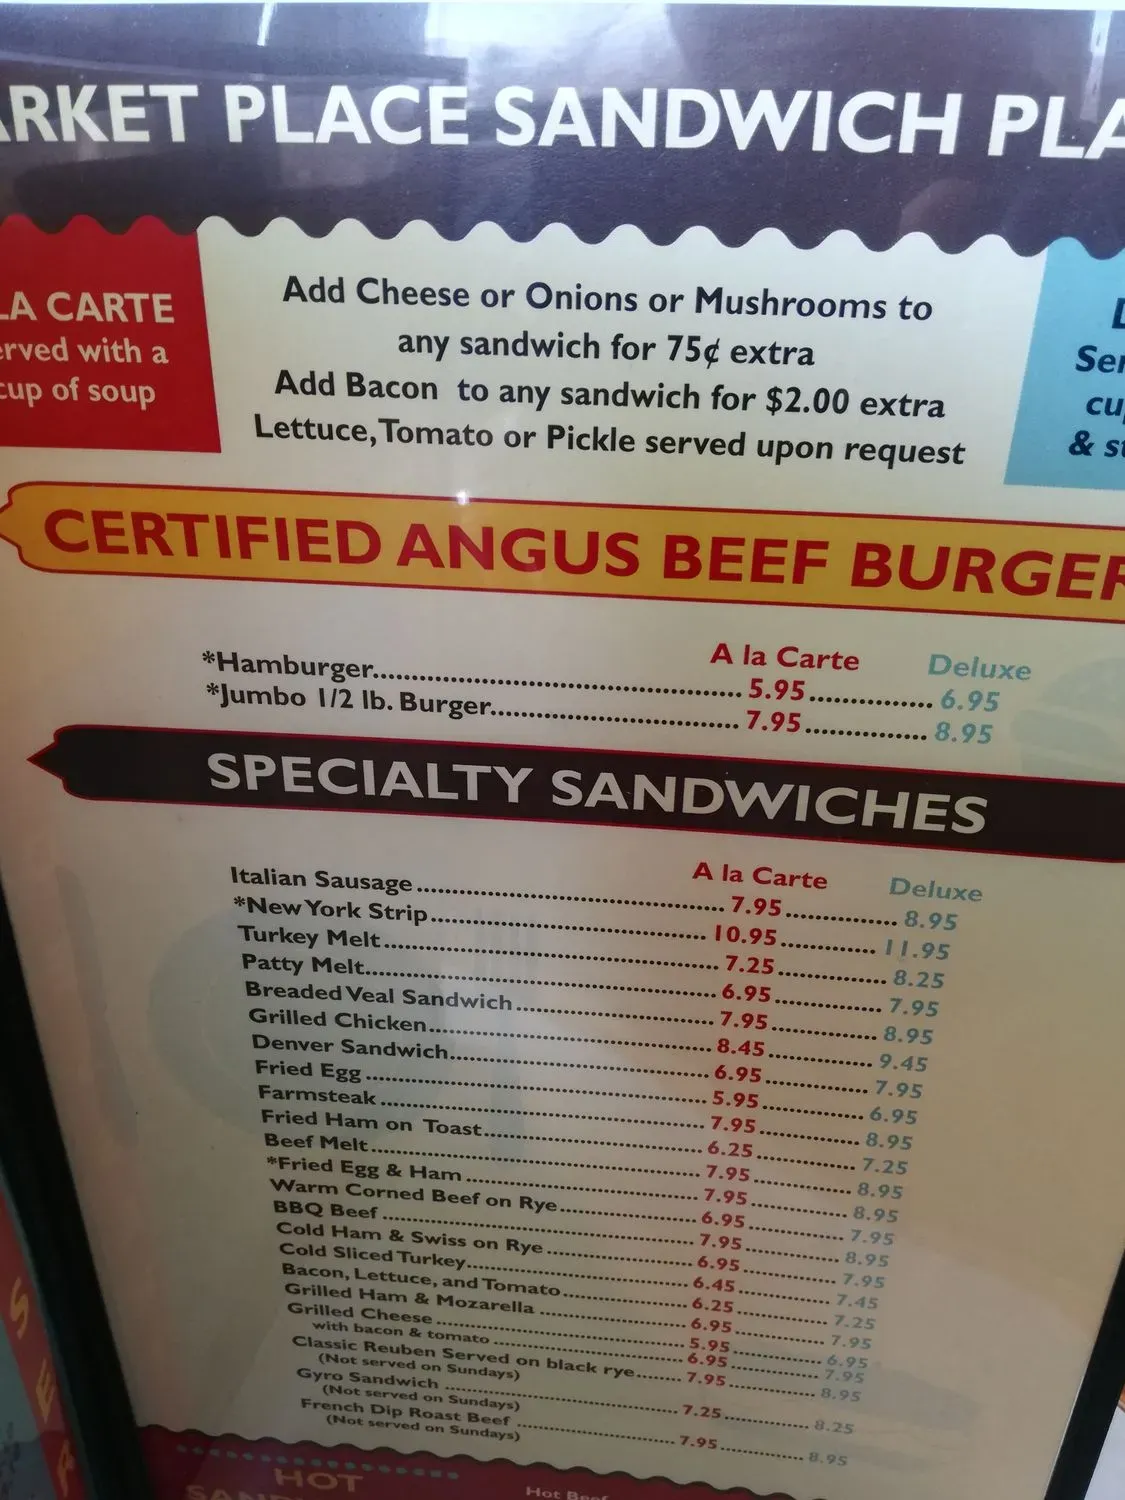 ARKET PLACE SANDWICH PLA
LA CARTE
erved with a
cup of soup
Add Cheese or Onions or Mushrooms to
any sandwich for 75¢ extra
Add Bacon to any sandwich for $2.00 extra
Lettuce, Tomato or Pickle served upon request
D
Ser
cu
& st
CERTIFIED ANGUS BEEF BURGER
A la Carte Deluxe
*Hamburger 5.95 6.95
*Jumbo 1/2 lb. Burger 7.95 8.95
SPECIALTY SANDWICHES
A la Carte Deluxe
Italian Sausage 7.95 8.95
*New York Strip 10.95 11.95
Turkey Melt 7.25 8.25
Patty Melt 6.95 7.95
Breaded Veal Sandwich 7.95 8.95
Grilled Chicken 8.45 9.45
Denver Sandwich 6.95 7.95
Fried Egg 5.95 6.95
Farmsteak 7.95 8.95
Fried Ham on Toast 6.25 7.25
Beef Melt 7.95 8.95
*Fried Egg & Ham 7.95 8.95
Warm Corned Beef on Rye 6.95 7.95
BBQ Beef 7.95 8.95
Cold Ham & Swiss on Rye 6.95 7.95
Cold Sliced Turkey 6.45 7.45
Bacon, Lettuce, and Tomato 6.25 7.25
Grilled Ham & Mozarella 6.95 7.95
Grilled Cheese 5.95 6.95
with bacon & tomato 6.95 7.95
Classic Reuben Served on black rye 7.95 8.95
(Not served on Sundays)
Gyro Sandwich 7.25 8.25
(Not served on Sundays)
French Dip Roast Beef 7.95 8.95
(Not served on Sundays)
HOT
Hot Beef